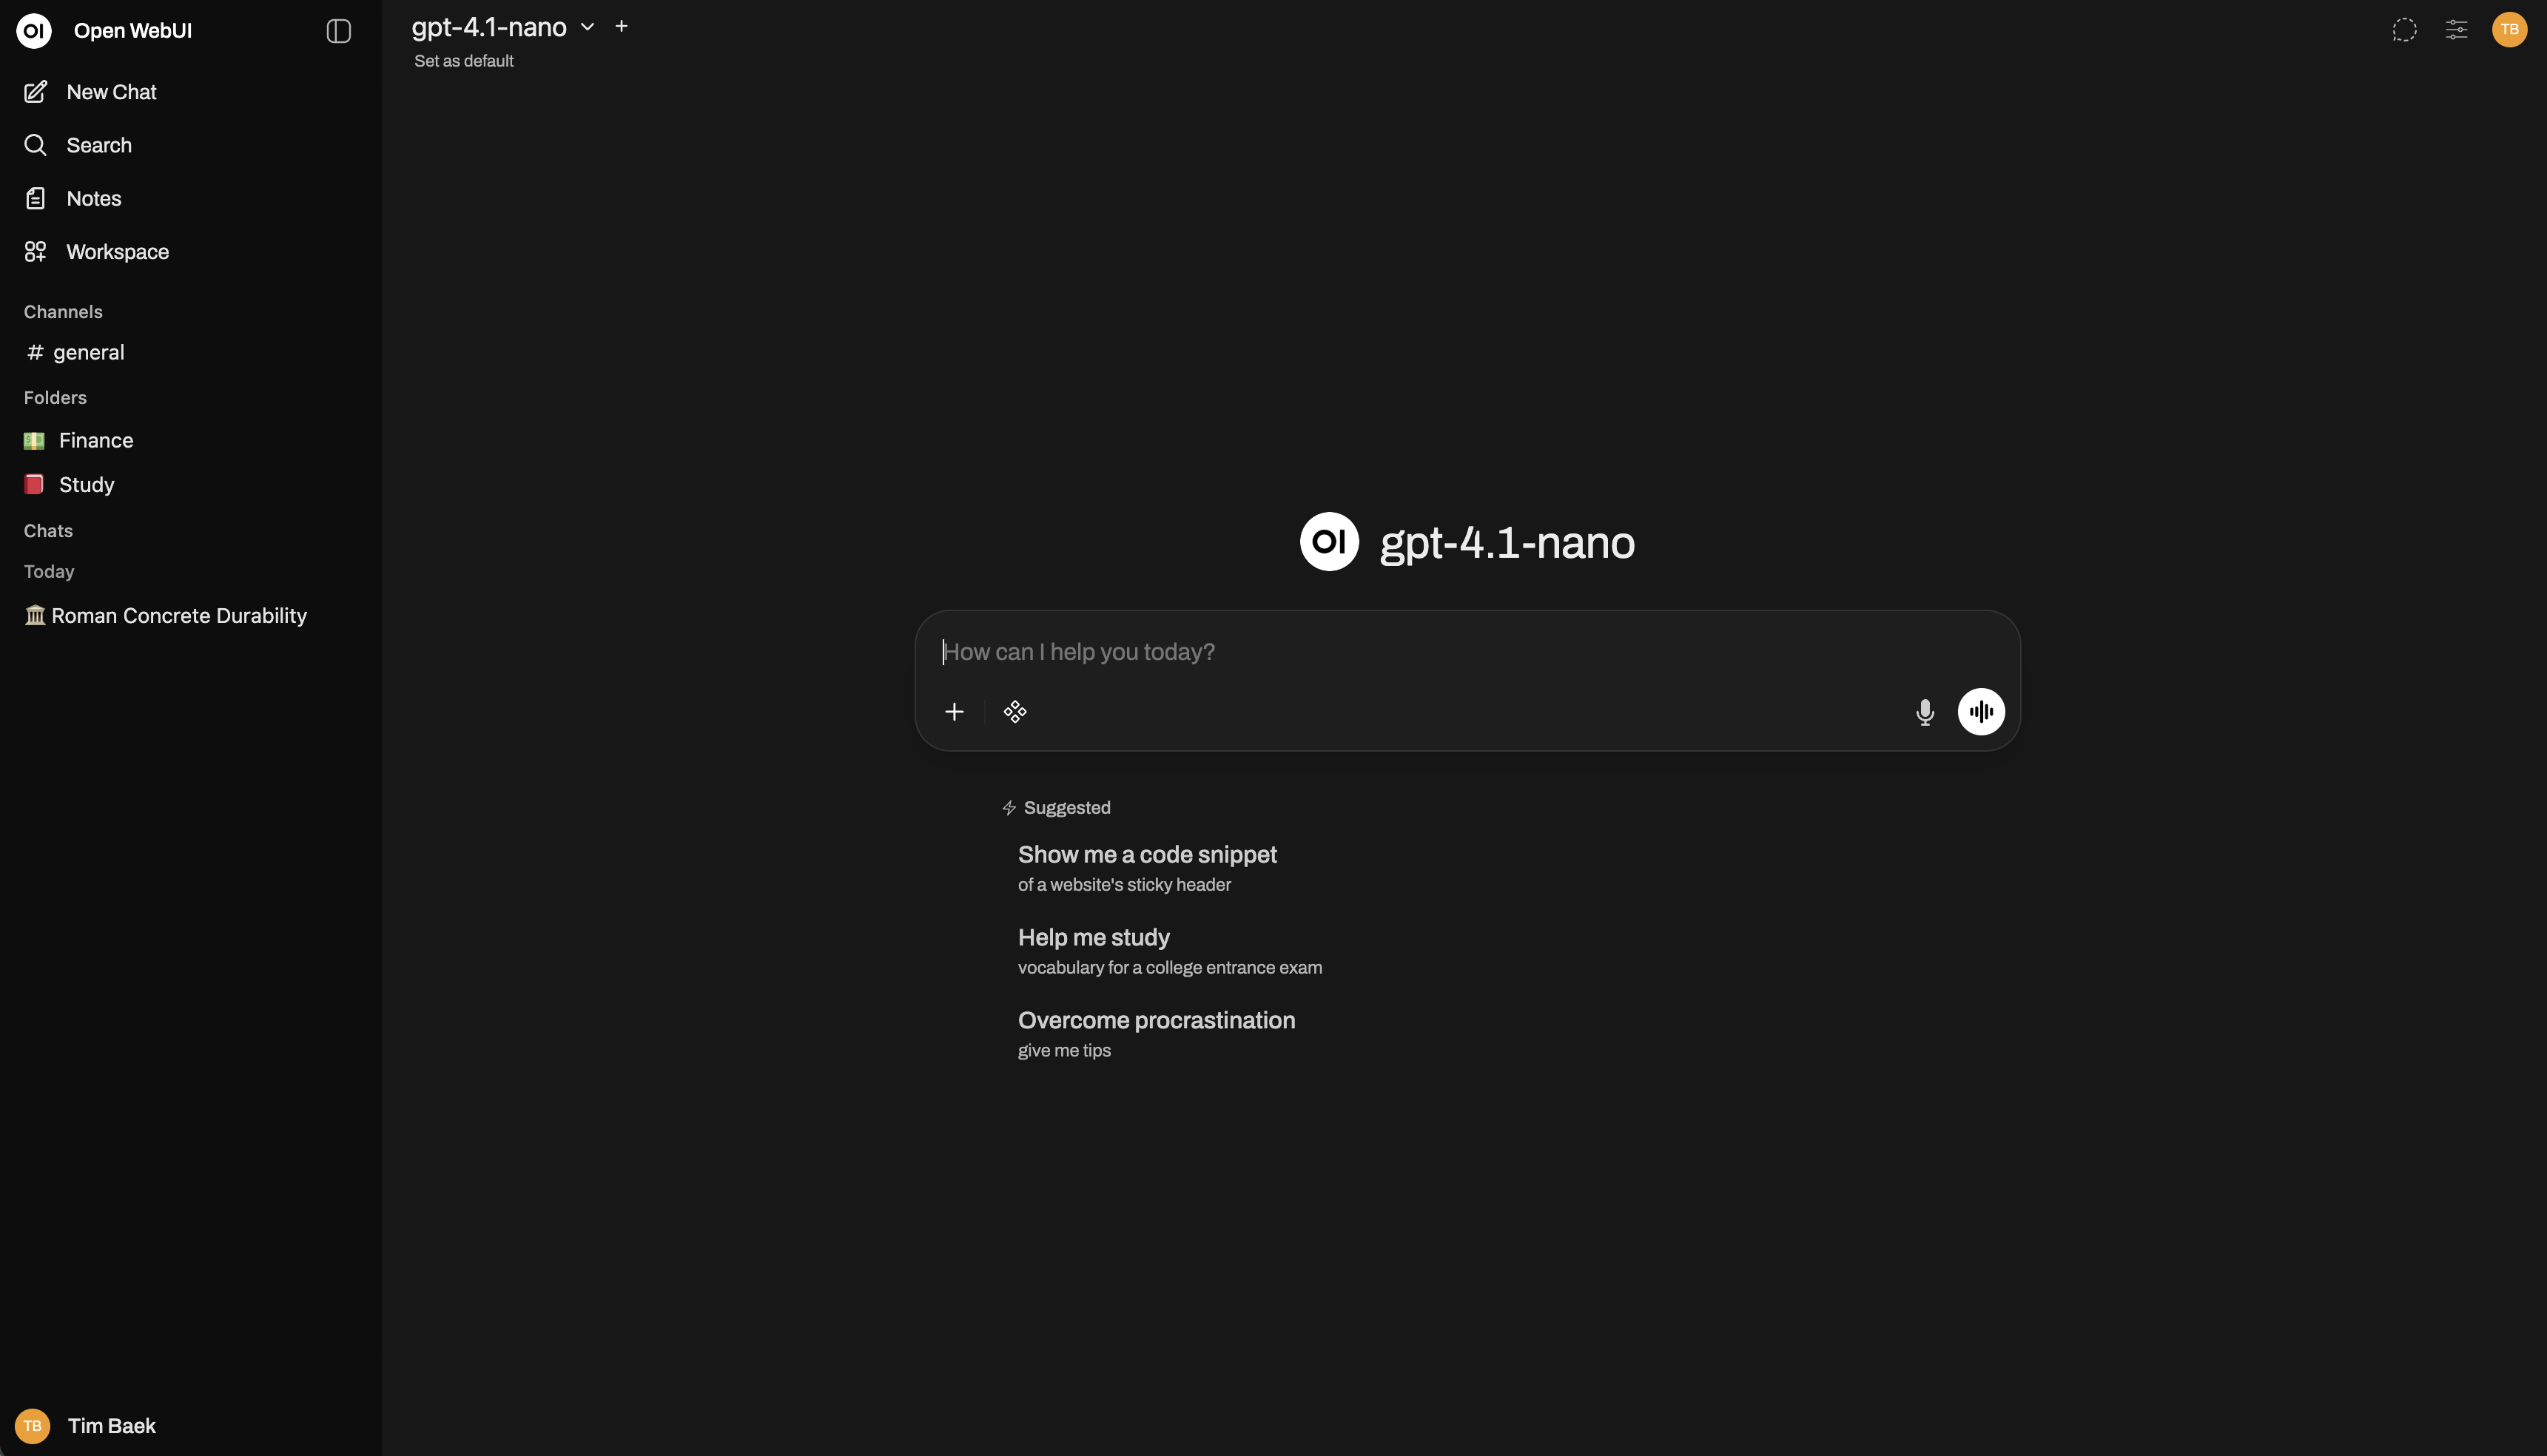 OI Open WebUI
New Chat
Search
Notes
Workspace
Channels
# general
Folders
Finance
Study
Chats
Today
Roman Concrete Durability
TB Tim Baek
gpt-4.1-nano
Set as default
TB
OI gpt-4.1-nano
How can I help you today?
Suggested
Show me a code snippet
of a website's sticky header
Help me study
vocabulary for a college entrance exam
Overcome procrastination
give me tips